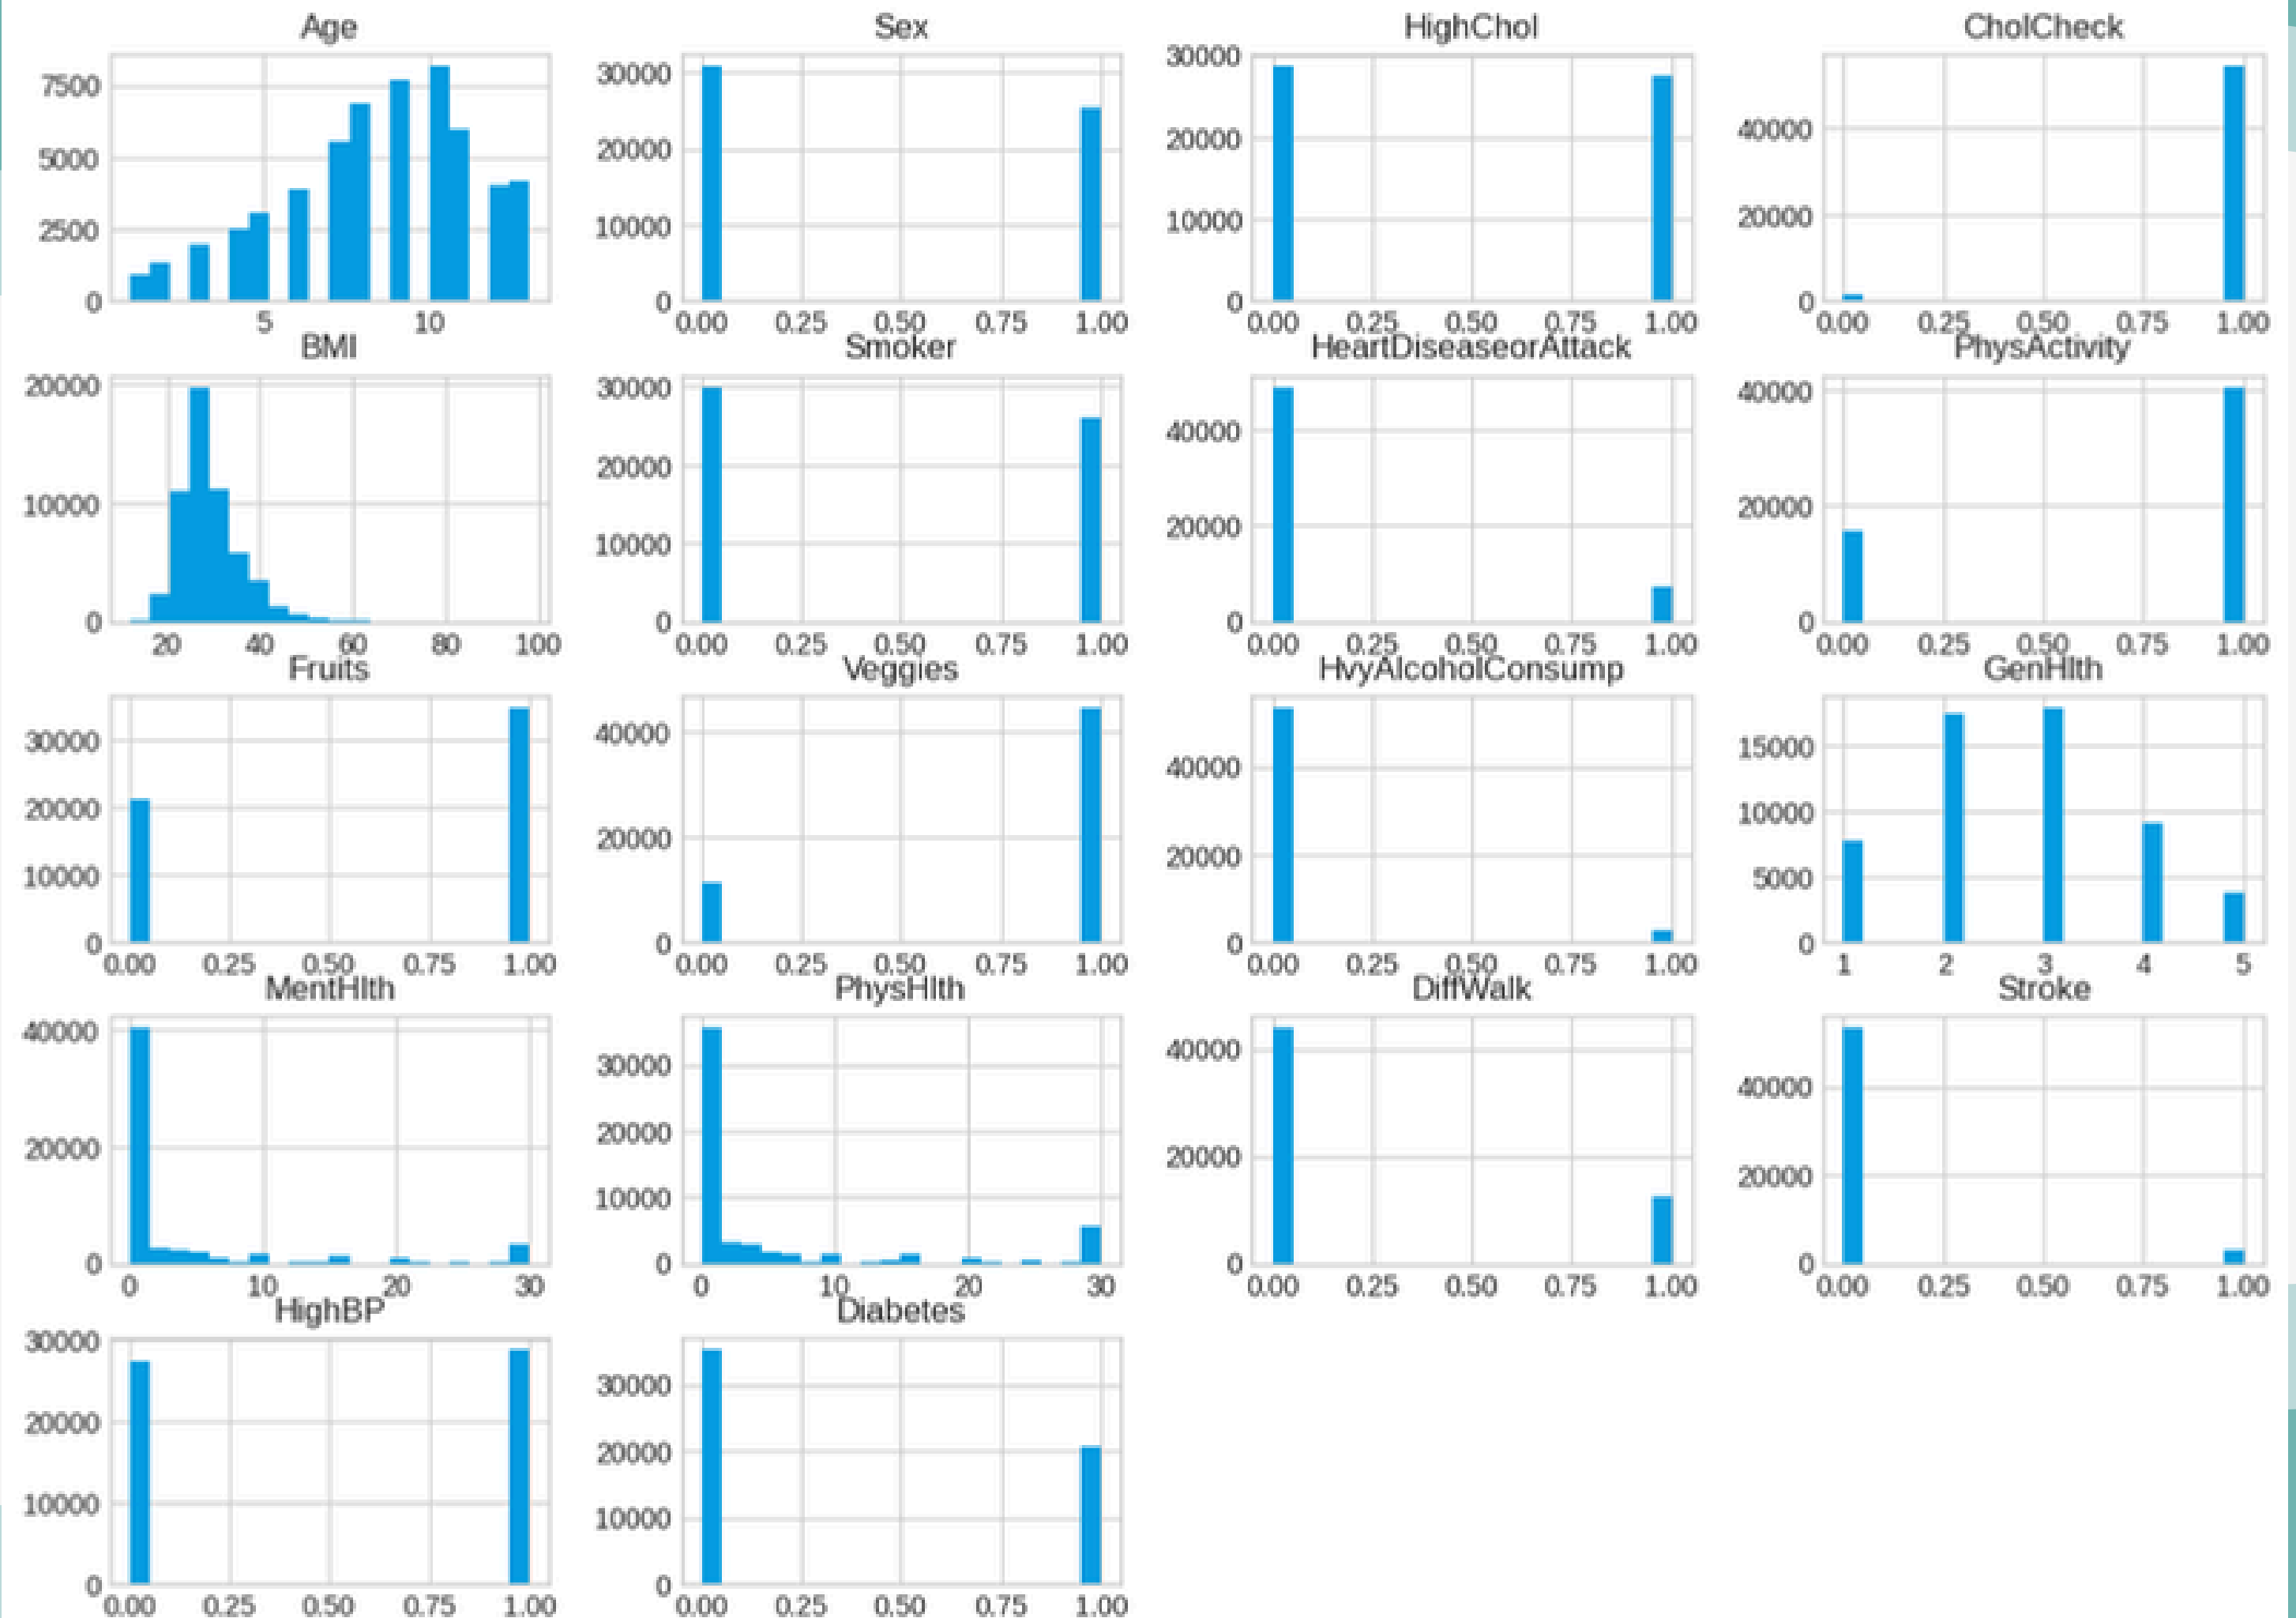 Age Sex HighChol CholCheck
7500 30000 30000
5000 20000 20000 40000
2500 10000 10000 20000
0 0 0 0
5 10 0.00 0.25 0.50 0.75 1.00 0.00 0.25 0.50 0.75 1.00 0.00 0.25 0.50 0.75 1.00
BMI Smoker HeartDiseaseorAttack PhysActivity
20000 30000 40000 40000
10000 20000 20000 20000
0 10000 0 0
0
20 40 60 80 100 0.00 0.25 0.50 0.75 1.00 0.00 0.25 0.50 0.75 1.00 0.00 0.25 0.50 0.75 1.00
Fruits Veggies HvyAlcoholConsump GenHlth
30000 40000 40000 15000
20000 20000 20000 10000
10000 0 0 5000
0 0
0.00 0.25 0.50 0.75 1.00 0.00 0.25 0.50 0.75 1.00 0.00 0.25 0.50 0.75 1.00 1 2 3 4 5
MentHlth PhysHlth DiffWalk Stroke
40000 30000 40000 40000
20000 20000 20000 20000
0 10000 0 0
0
0 10 20 30 0 10 20 30 0.00 0.25 0.50 0.75 1.00 0.00 0.25 0.50 0.75 1.00
HighBP Diabetes
30000 30000
20000 20000
10000 10000
0 0
0.00 0.25 0.50 0.75 1.00 0.00 0.25 0.50 0.75 1.00